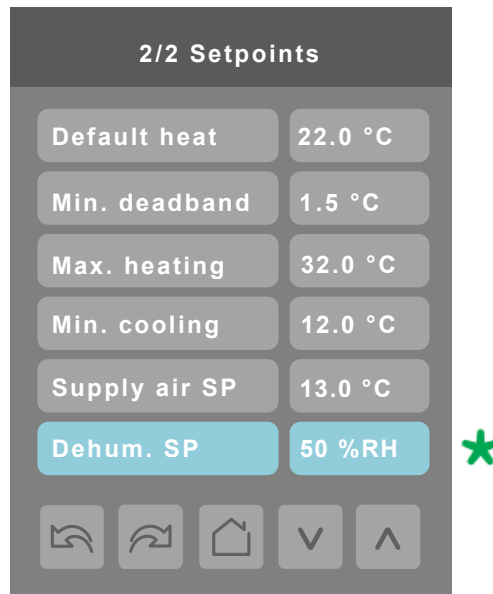 2/2 Setpoints
Default heat 22.0 °C
Min. deadband 1.5 °C
Max. heating 32.0 °C
Min. cooling 12.0 °C
Supply air SP 13.0 °C
Dehum. SP 50 %RH